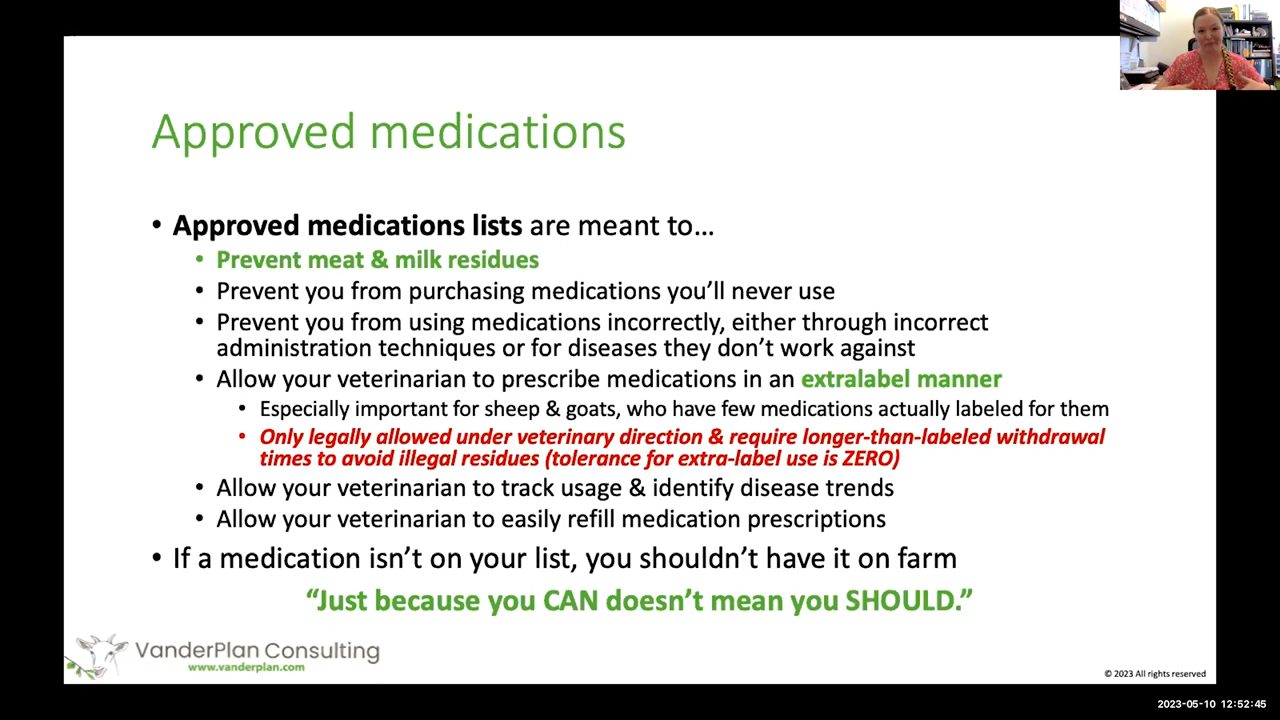 Approved medications
• Approved medications lists are meant to…
• Prevent meat & milk residues
• Prevent you from purchasing medications you’ll never use
• Prevent you from using medications incorrectly, either through incorrect
administration techniques or for diseases they don’t work against
• Allow your veterinarian to prescribe medications in an extralabel manner
• Especially important for sheep & goats, who have few medications actually labeled for them
• Only legally allowed under veterinary direction & require longer-than-labeled withdrawal
times to avoid illegal residues (tolerance for extra-label use is ZERO)
• Allow your veterinarian to track usage & identify disease trends
• Allow your veterinarian to easily refill medication prescriptions
• If a medication isn’t on your list, you shouldn’t have it on farm
“Just because you CAN doesn’t mean you SHOULD.”
VanderPlan Consulting
www.vanderplan.com
© 2023 All rights reserved
2023-05-10 12:52:45